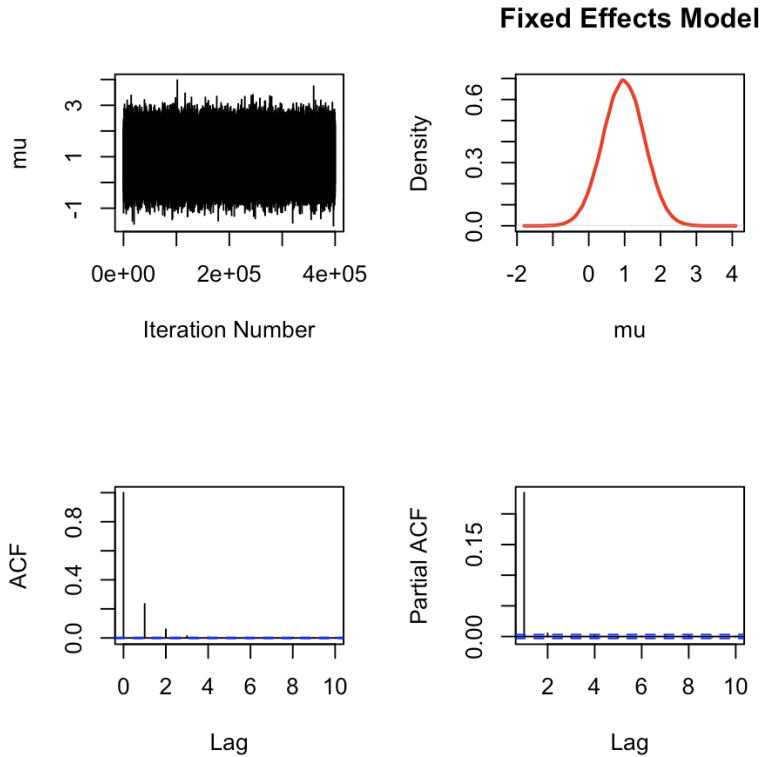 Fixed Effects Model
mu
3
1
-1
0e+00 2e+05 4e+05
Iteration Number
Density
0.6
0.3
0.0
-2 0 1 2 3 4
mu
ACF
0.8
0.4
0.0
0 2 4 6 8 10
Lag
Partial ACF
0.15
0.00
2 4 6 8 10
Lag